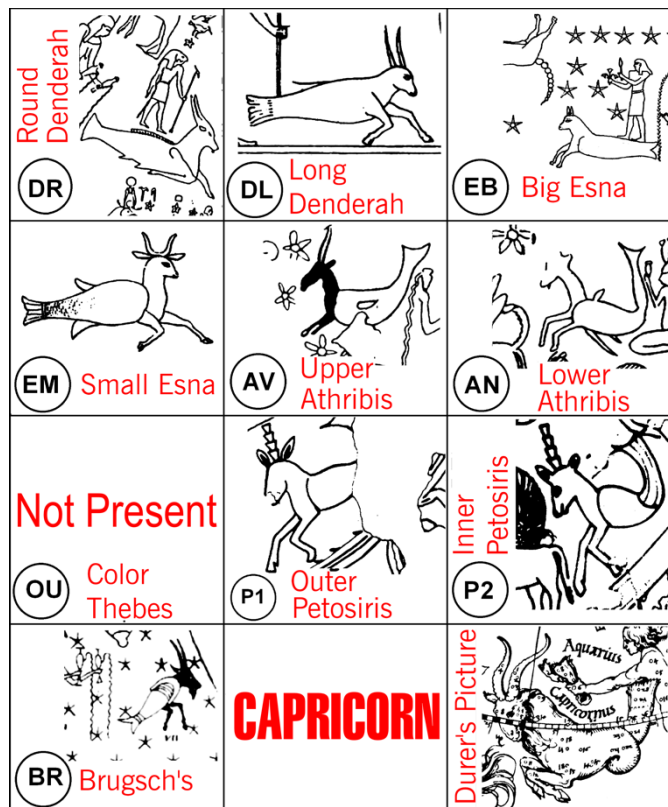 Round
Denderah
DR
DL
Long
Denderah
EB
Big Esna
EM
Small Esna
AV
Upper
Athribis
AN
Lower
Athribis
Not Present
OU
Color
Thebes
P1
Outer
Petosiris
Inner
Petosiris
P2
BR
Brugsch's
VII
CAPRICORN
Durer's Picture
Aquarius
Capricornus